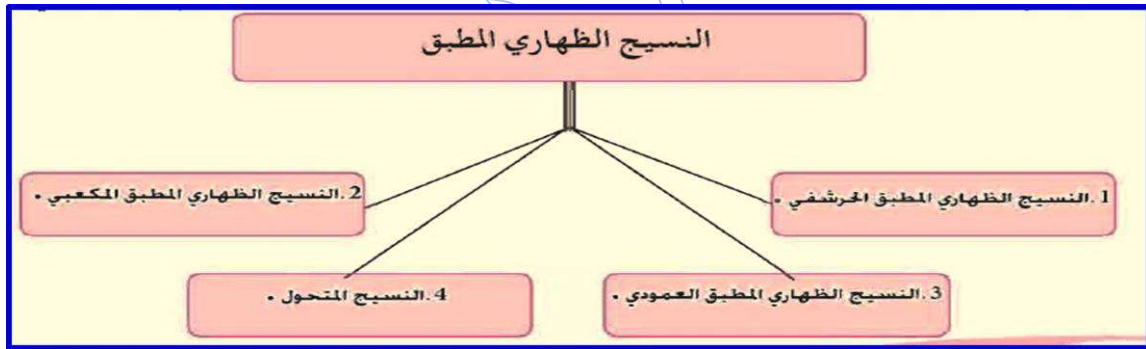 النسيج الظهاري المطبق
1.النسيج الظهاري المطبق الحرشفي .
2.النسيج الظهاري المطبق المكعبي .
3.النسيج الظهاري المطبق العمودي .
4.النسيج المتحول .